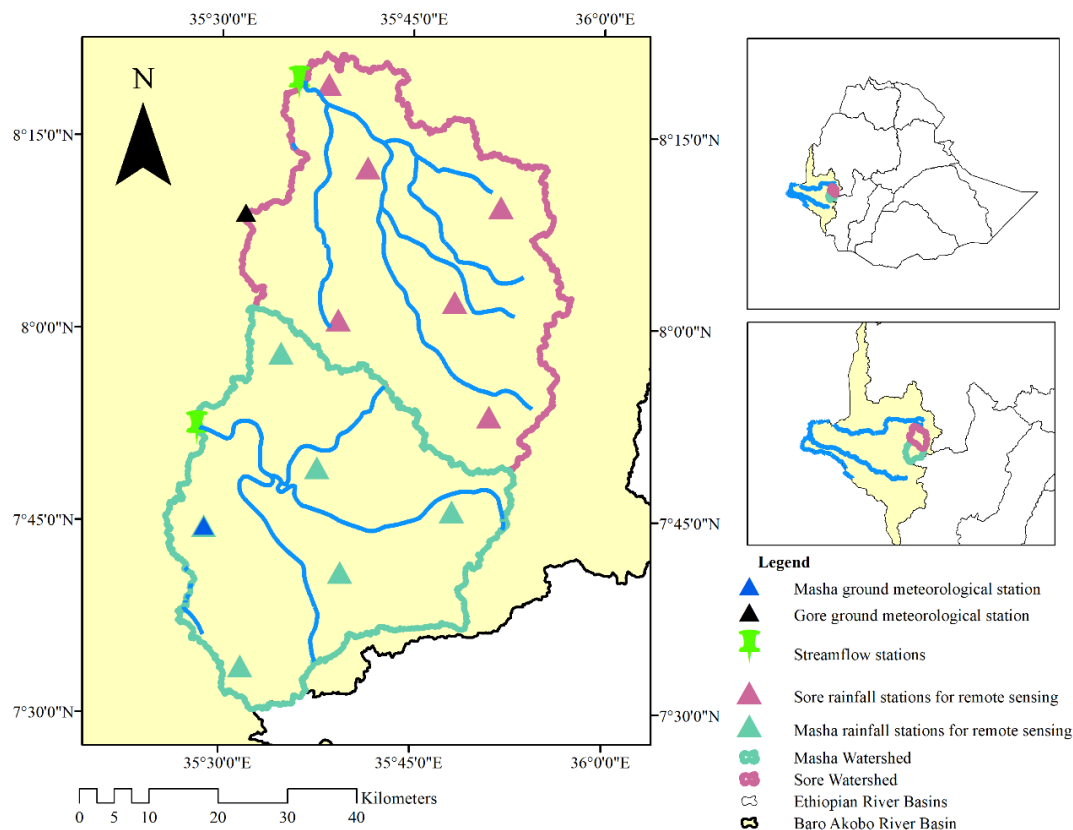 35°30'0"E 35°45'0"E 36°0'0"E
N
8°15'0"N
8°0'0"N
7°45'0"N
7°30'0"N
8°15'0"N
8°0'0"N
7°45'0"N
7°30'0"N
35°30'0"E 35°45'0"E 36°0'0"E
Kilometers
0 5 10 20 30 40
Legend
Masha ground meteorological station
Gore ground meteorological station
Streamflow stations
Sore rainfall stations for remote sensing
Masha rainfall stations for remote sensing
Masha Watershed
Sore Watershed
Ethiopian River Basins
Baro Akobo River Basin